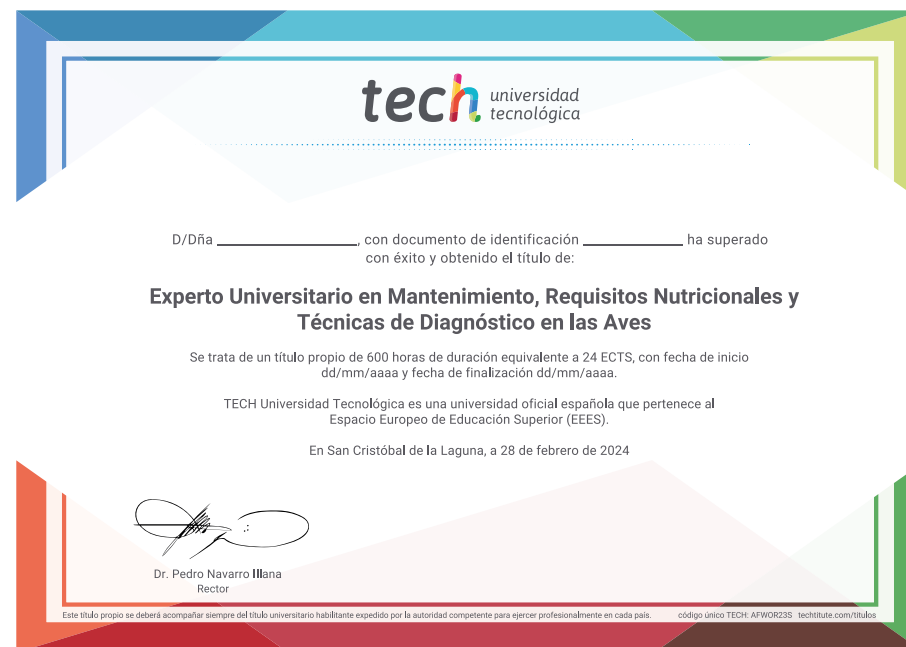 tech universidad
tecnológica
D/Dña ______________, con documento de identificación __________ ha superado
con éxito y obtenido el título de:
Experto Universitario en Mantenimiento, Requisitos Nutricionales y
Técnicas de Diagnóstico en las Aves
Se trata de un título propio de 600 horas de duración equivalente a 24 ECTS, con fecha de inicio
dd/mm/aaaa y fecha de finalización dd/mm/aaaa.
TECH Universidad Tecnológica es una universidad oficial española que pertenece al
Espacio Europeo de Educación Superior (EEES).
En San Cristóbal de la Laguna, a 28 de febrero de 2024
Dr. Pedro Navarro Illana
Rector
Este título propio se deberá acompañar siempre del título universitario habilitante expedido por la autoridad competente para ejercer profesionalmente en cada país. código único TECH: AFWOR23S techtitute.com/titulos